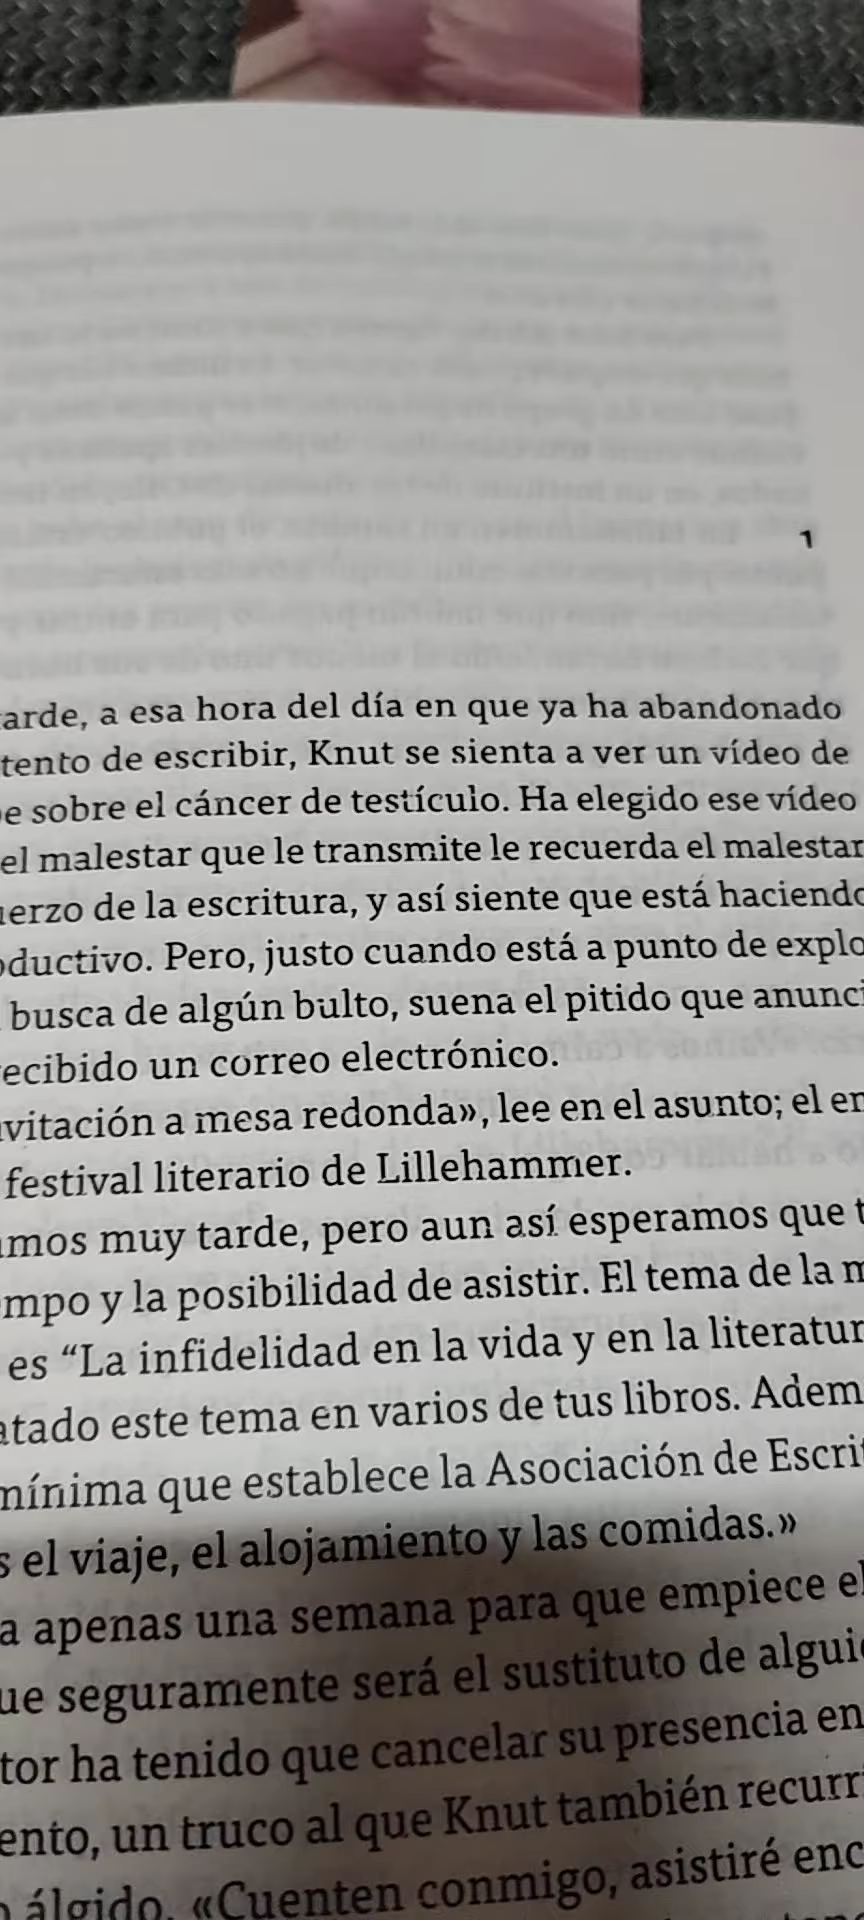 1
arde, a esa hora del día en que ya ha abandonado
tento de escribir, Knut se sienta a ver un vídeo de
e sobre el cáncer de testículo. Ha elegido ese vídeo
el malestar que le transmite le recuerda el malestar
uerzo de la escritura, y así siente que está haciendo
oductivo. Pero, justo cuando está a punto de explo
busca de algún bulto, suena el pitido que anunci
ecibido un correo electrónico.
vitación a mesa redonda», lee en el asunto; el en
festival literario de Lillehammer.
amos muy tarde, pero aun así esperamos que t
mpo y la posibilidad de asistir. El tema de la m
es “La infidelidad en la vida y en la literatur
atado este tema en varios de tus libros. Adem
mínima que establece la Asociación de Escrit
s el viaje, el alojamiento y las comidas.»
a apenas una semana para que empiece el
ue seguramente será el sustituto de alguie
tor ha tenido que cancelar su presencia en
ento, un truco al que Knut también recurri
álgido. «Cuenten conmigo, asistiré enc